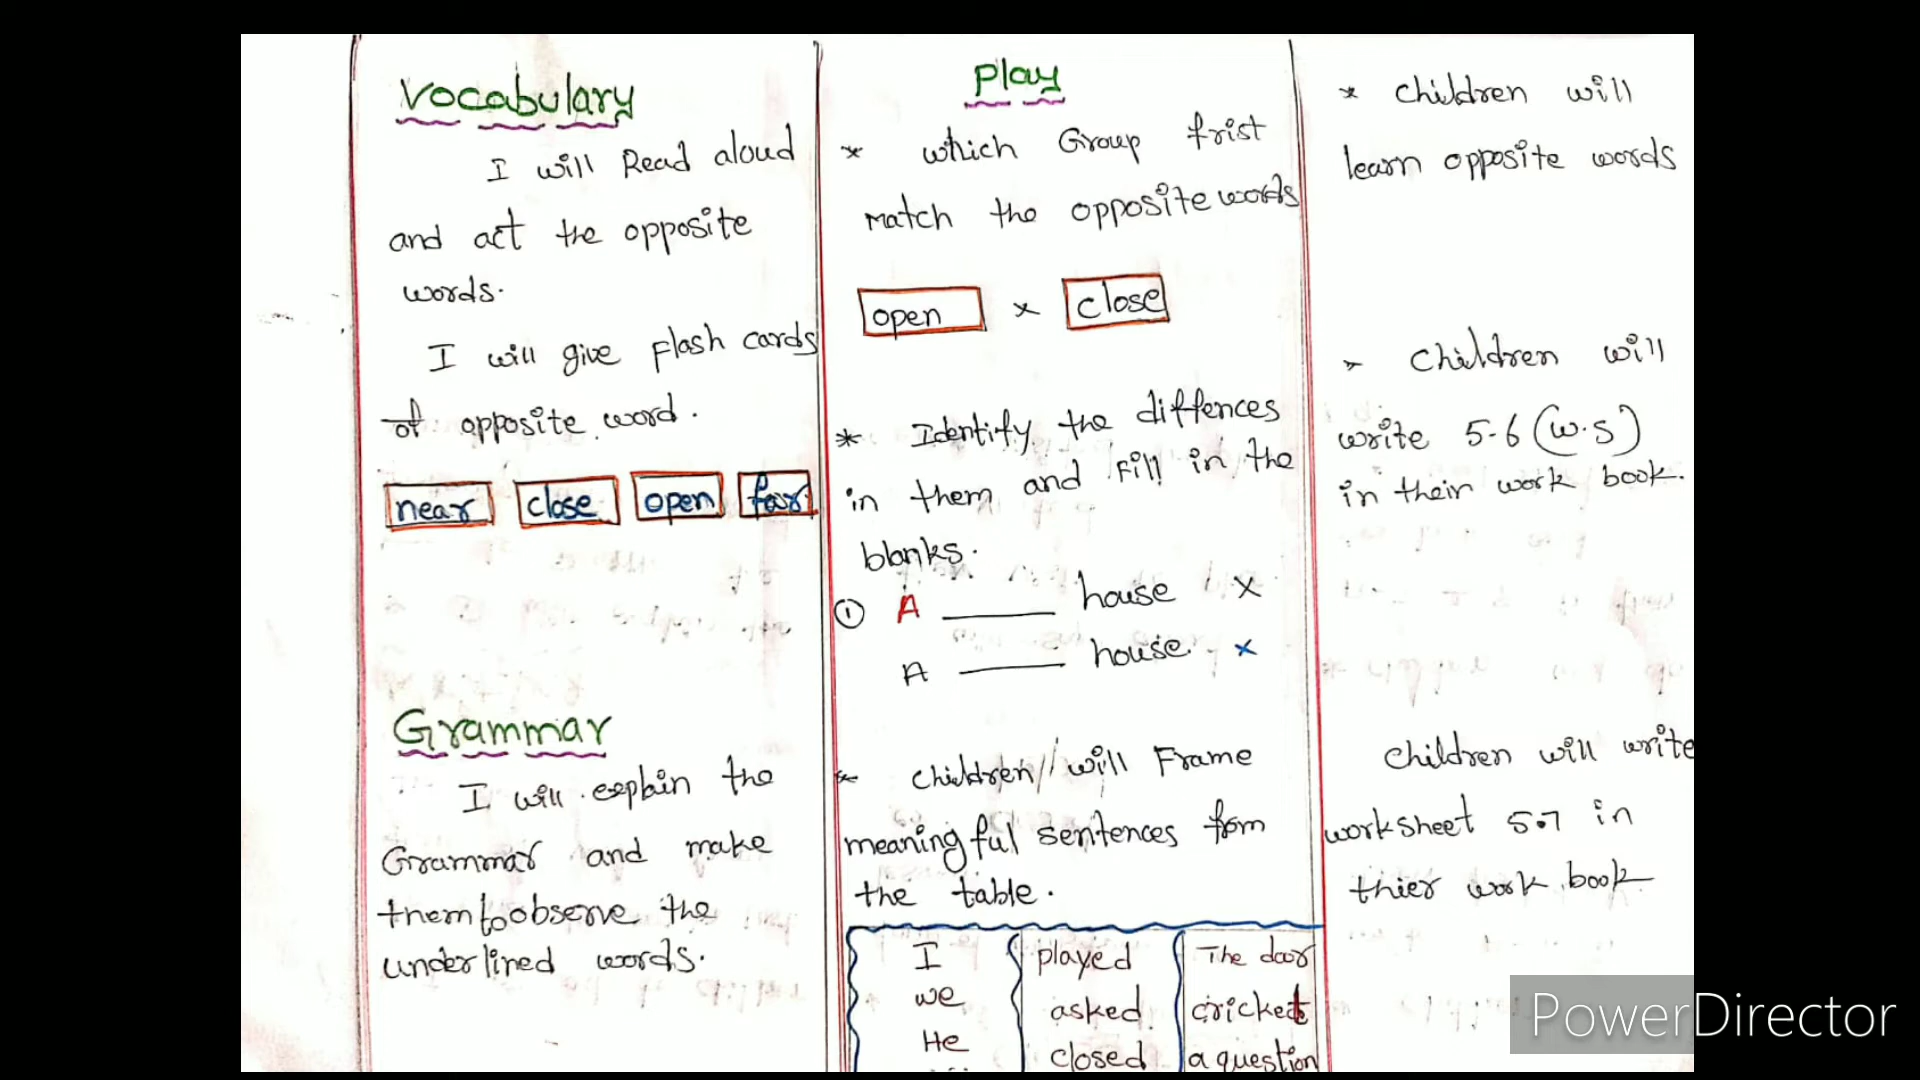 Vocabulary
I will Read aloud
and act the opposite
words.
I will give Flash cards
of opposite word.
near close open far
Grammar
I will explain the
Grammar and make
them to observe the
underlined words.
Play
* which Group frist
match the opposite words
open × close
* Identify the diffences
in them and Fill in the
blanks.
① A ______ house ×
A ______ house. ×
* children will Frame
meaningful sentences from
the table.
I played The door
we asked cricket
He closed a question
* children will
learn opposite words
* children will
write 5.6 (w.s)
in their work book.
children will write
worksheet 5.7 in
thier work book
PowerDirector